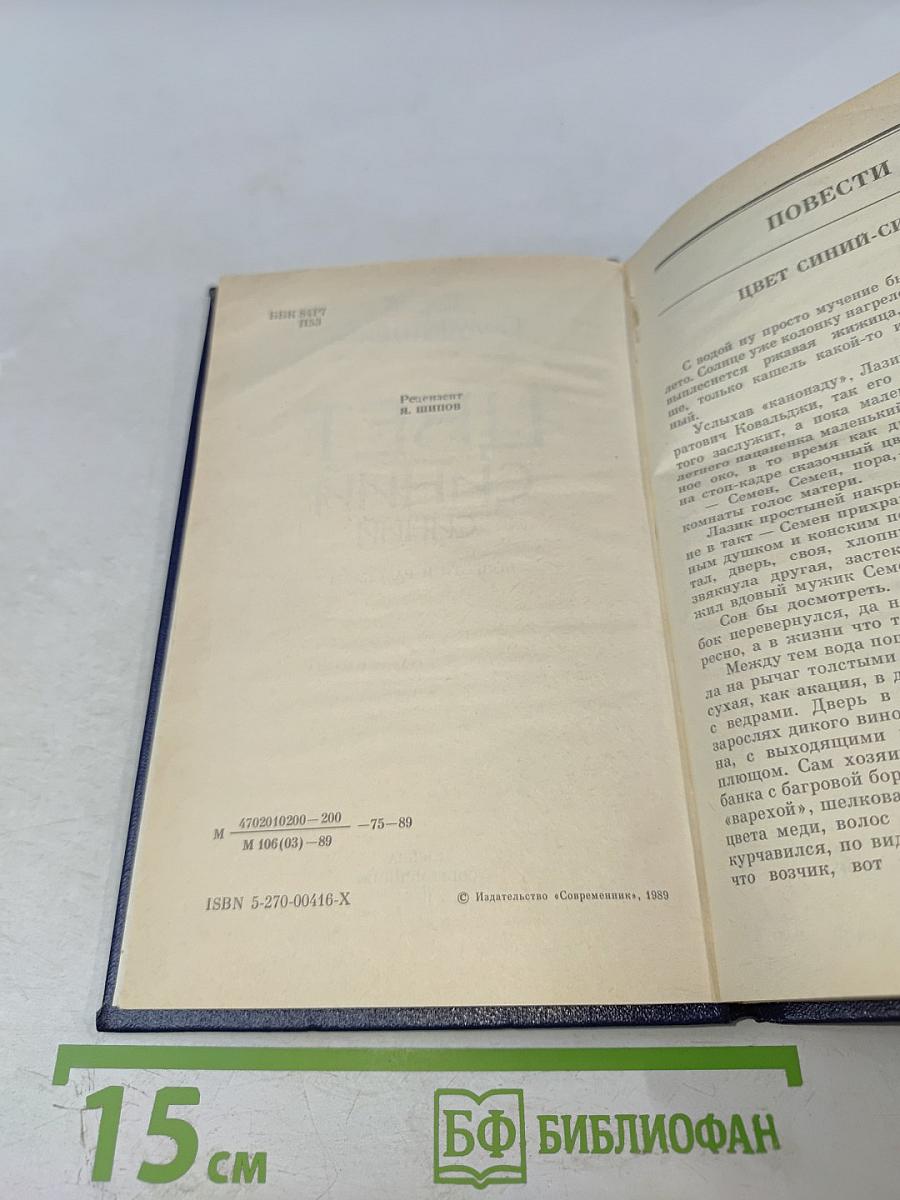 ББК 84Р7
П53
Рецензент
Я. ШИПОВ
М 4702010200—200 —75—89
М 106(03)—89
ISBN 5-270-00416-X
© Издательство «Современник», 1989
ПОВЕСТИ
ЦВЕТ СИНИЙ-СИ
С водой ну просто мучение бы
лето. Солнце уже колонку нагрело
выплеснется ржавая жижица,
ше, только кашель какой-то и
ный.
Услыхав «канонаду», Лазик
ратович Ковальджи, так его
того заслужит, а пока мален
летнего пацаненка маленький
ное око, в то время как д
на стоп-кадре сказочный цв
— Семен, Семен, пора,
комнаты голос матери.
Лазик простыней накры
не в такт — Семен прихра
ным душком и конским по
тал, дверь, своя, хлопну
звякнула другая, застек
жил вдовый мужик Семе
Сон бы досмотреть.
бок перевернулся, да н
ресно, а в жизни что т
Между тем вода пош
ла на рычаг толстыми
сухая, как акация, в д
с ведрами. Дверь в
зарослях дикого вино
на, с выходящими
плющом. Сам хозяи
банка с багровой бор
«варехой», шелкова
цвета меди, волос
курчавился, по вид
что возчик, вот
15 см
БФ БИБЛИОФАН